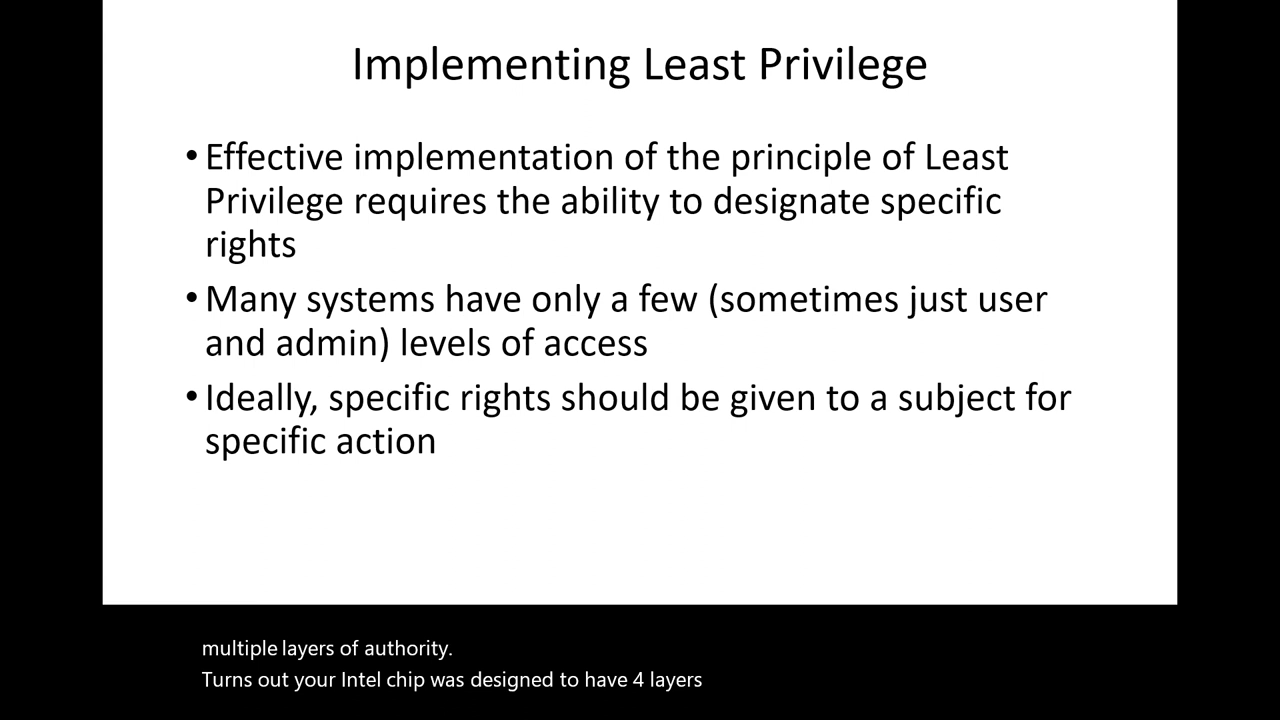 Implementing Least Privilege
• Effective implementation of the principle of Least
Privilege requires the ability to designate specific
rights
• Many systems have only a few (sometimes just user
and admin) levels of access
• Ideally, specific rights should be given to a subject for
specific action
multiple layers of authority.
Turns out your Intel chip was designed to have 4 layers